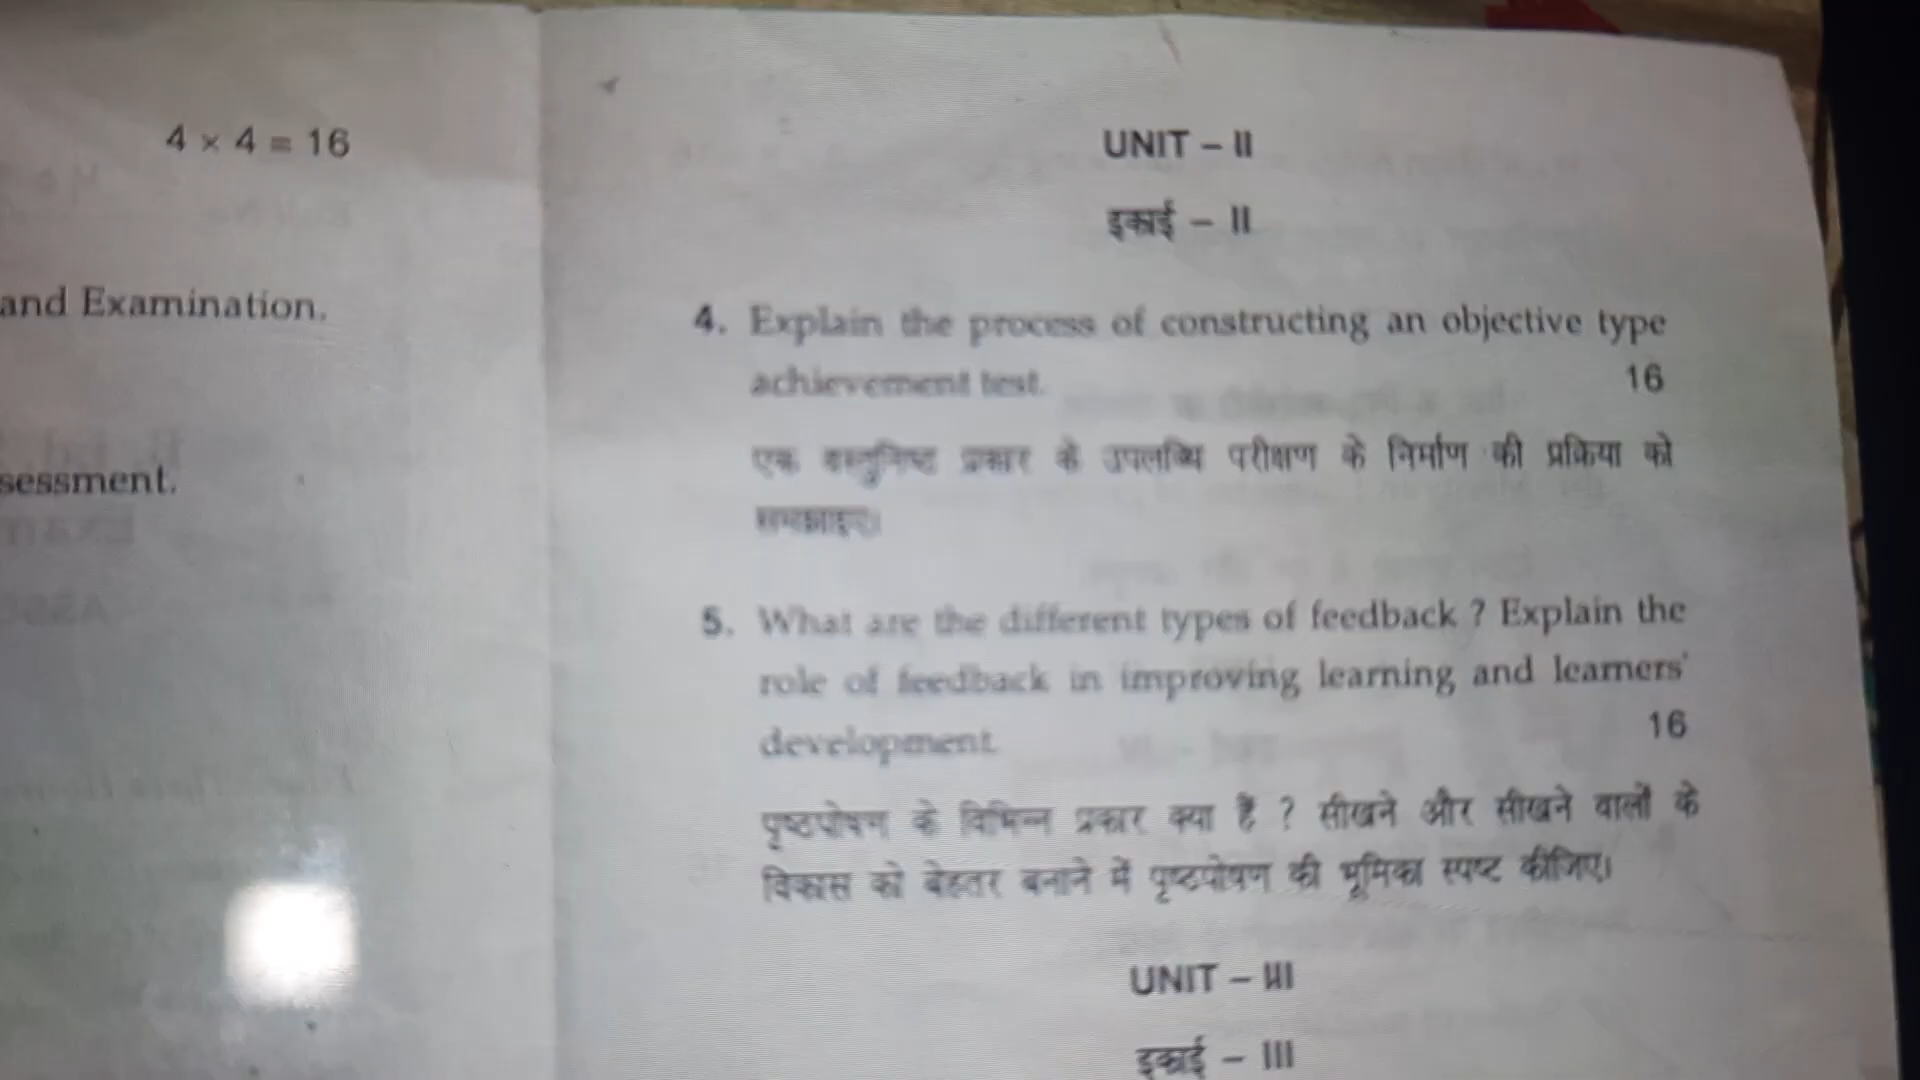 4 × 4 = 16
and Examination.
sessment.
UNIT – II
इकाई – II
4. Explain the process of constructing an objective type
achievement test. 16
एक वस्तुनिष्ठ प्रकार के उपलब्धि परीक्षण के निर्माण की प्रक्रिया को
समझाइए।
5. What are the different types of feedback ? Explain the
role of feedback in improving learning and learners'
development. 16
पृष्ठपोषण के विभिन्न प्रकार क्या हैं ? सीखने और सीखने वालों के
विकास को बेहतर बनाने में पृष्ठपोषण की भूमिका स्पष्ट कीजिए।
UNIT – III
इकाई – III